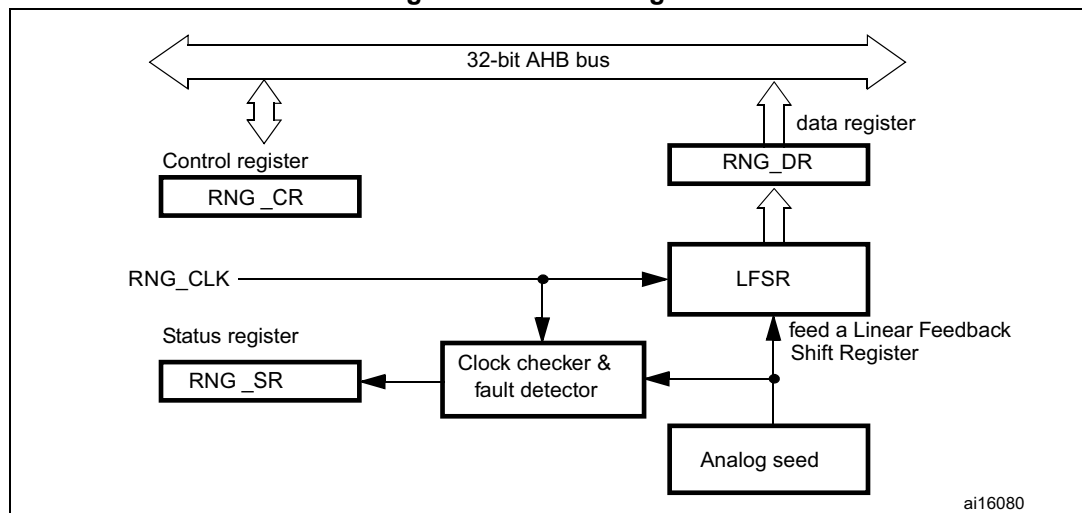 32-bit AHB bus
data register
Control register
RNG_DR
RNG _CR
RNG_CLK
LFSR
feed a Linear Feedback
Shift Register
Status register
Clock checker &
fault detector
RNG _SR
Analog seed
ai16080